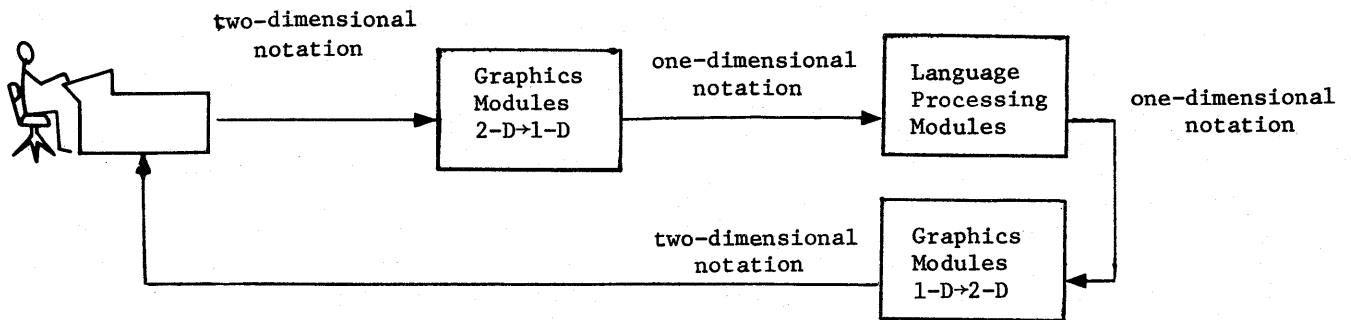 two-dimensional
notation
Graphics
Modules
2-D→1-D
one-dimensional
notation
Language
Processing
Modules
one-dimensional
notation
Graphics
Modules
1-D→2-D
two-dimensional
notation